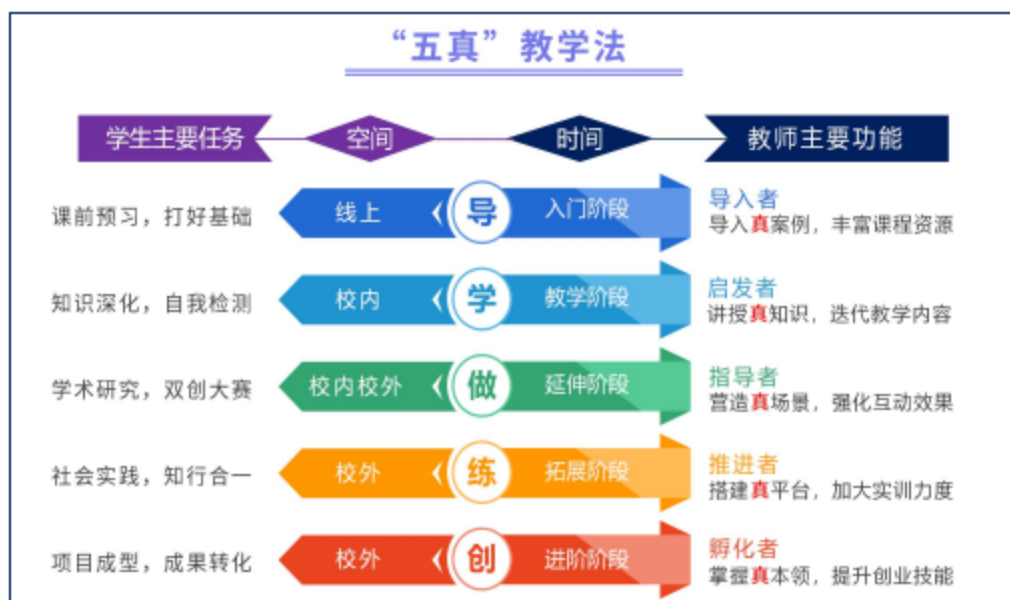 “五真”教学法
学生主要任务 空间 时间 教师主要功能
课前预习，打好基础 线上 导 入门阶段 导入者
导入真案例，丰富课程资源
知识深化，自我检测 校内 学 教学阶段 启发者
讲授真知识，迭代教学内容
学术研究，双创大赛 校内校外 做 延伸阶段 指导者
营造真场景，强化互动效果
社会实践，知行合一 校外 练 拓展阶段 推进者
搭建真平台，加大实训力度
项目成型，成果转化 校外 创 进阶阶段 孵化者
掌握真本领，提升创业技能